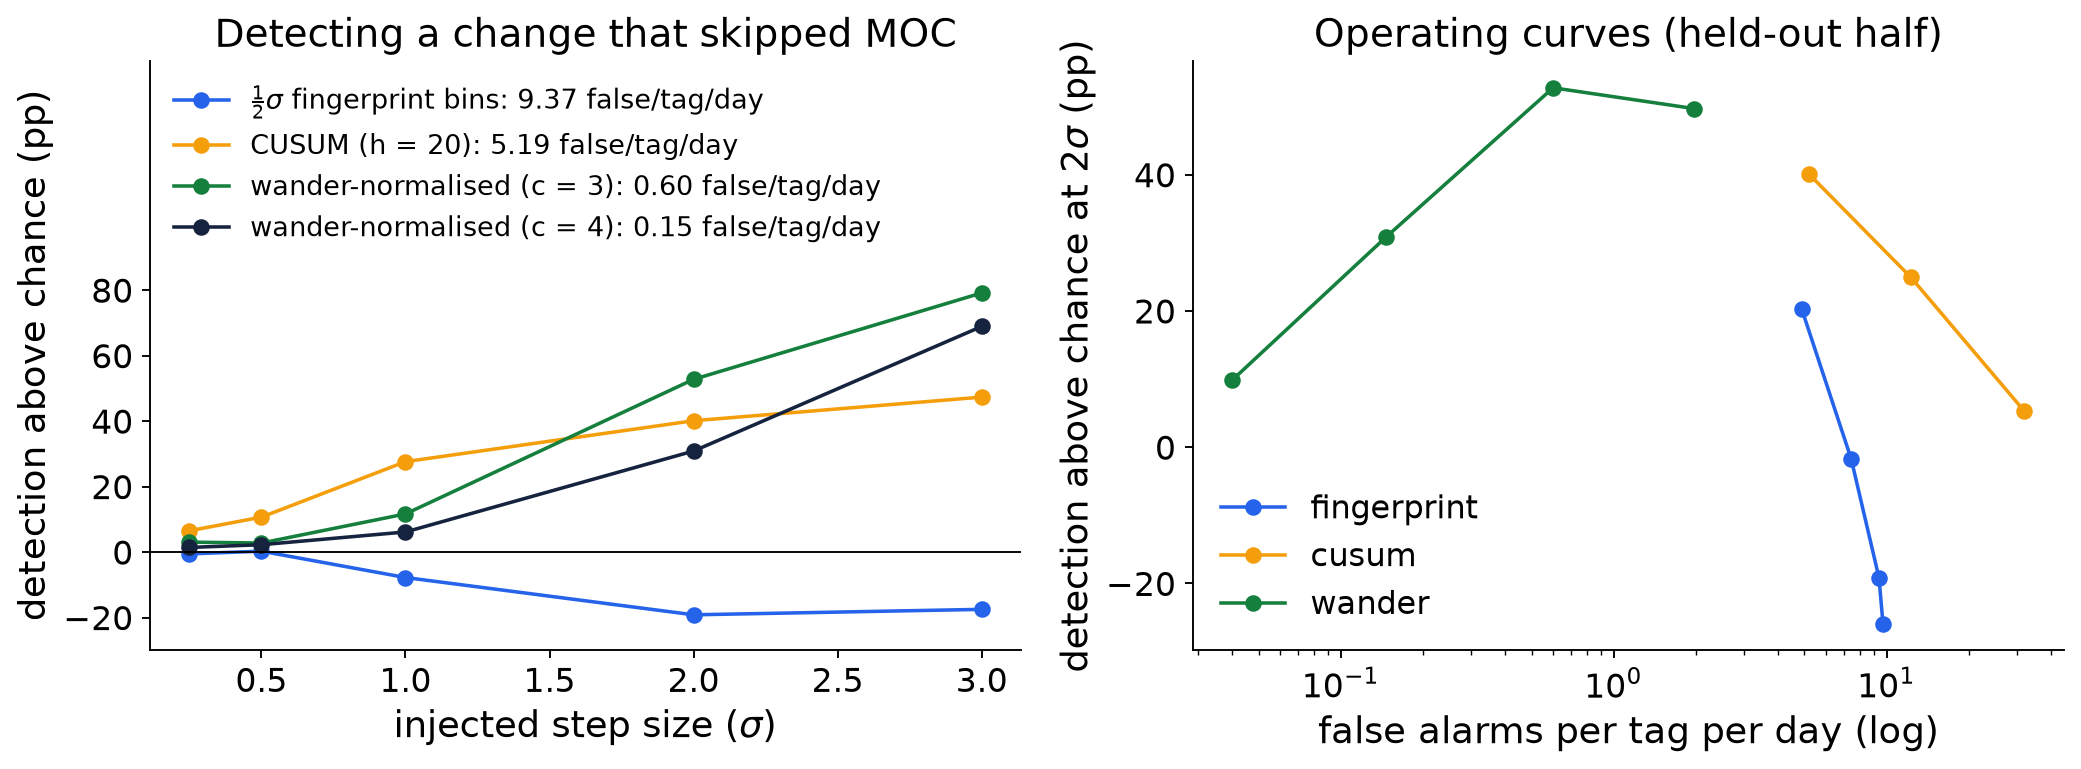 Detecting a change that skipped MOC
½σ fingerprint bins: 9.37 false/tag/day
CUSUM (h = 20): 5.19 false/tag/day
wander-normalised (c = 3): 0.60 false/tag/day
wander-normalised (c = 4): 0.15 false/tag/day
detection above chance (pp)
80
60
40
20
0
−20
0.5 1.0 1.5 2.0 2.5 3.0
injected step size (σ)
Operating curves (held-out half)
detection above chance at 2σ (pp)
40
20
0
−20
fingerprint
cusum
wander
10⁻¹ 10⁰ 10¹
false alarms per tag per day (log)